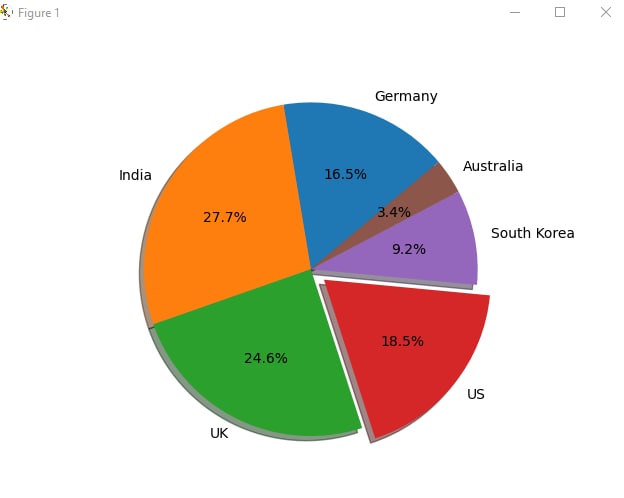 Figure 1
Germany
Australia
India
16.5%
3.4%
27.7%
South Korea
9.2%
18.5%
24.6%
US
UK